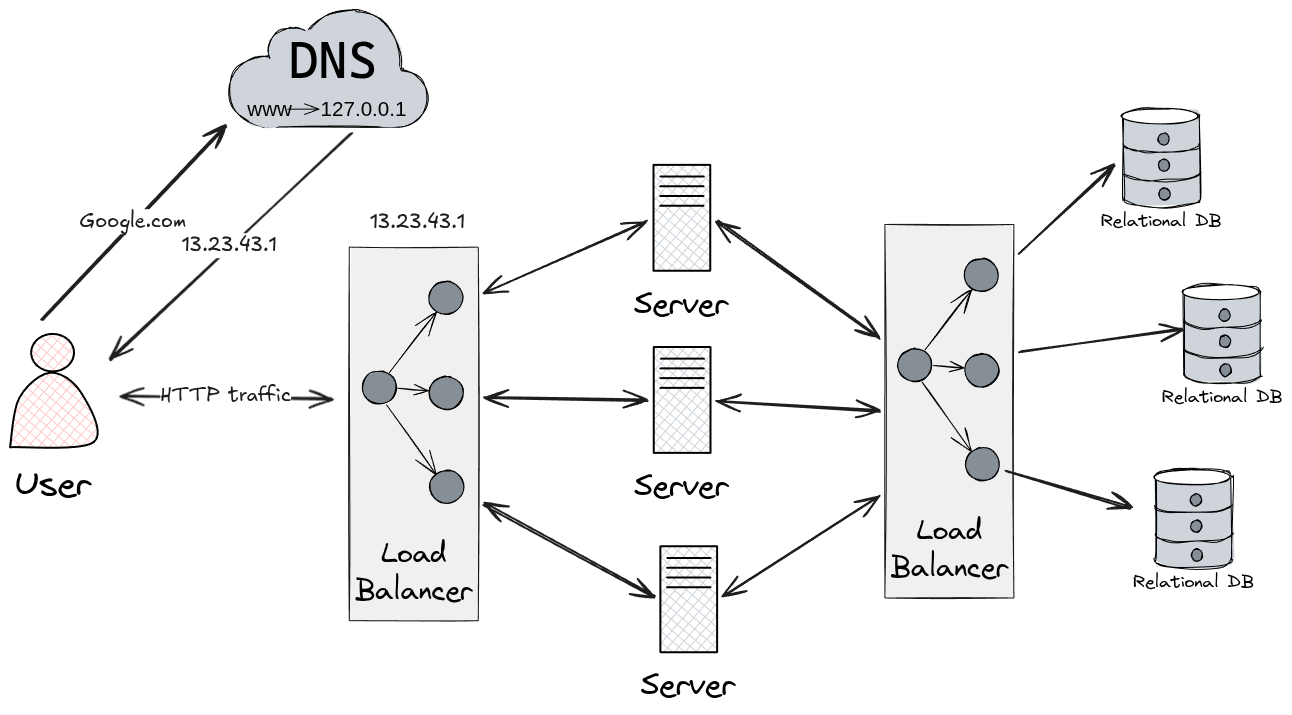 DNS
www→127.0.0.1
Google.com
13.23.43.1
13.23.43.1
HTTP traffic
User
Load
Balancer
Server
Server
Server
Load
Balancer
Relational DB
Relational DB
Relational DB